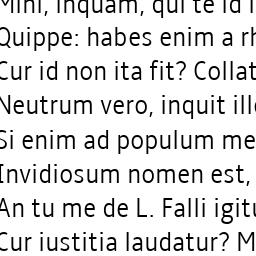 Mihi, inquam, qui te id i
Quippe: habes enim a rh
Cur id non ita fit? Collat
Neutrum vero, inquit ill
Si enim ad populum me
Invidiosum nomen est,
An tu me de L. Falli igitu
Cur iustitia laudatur? M